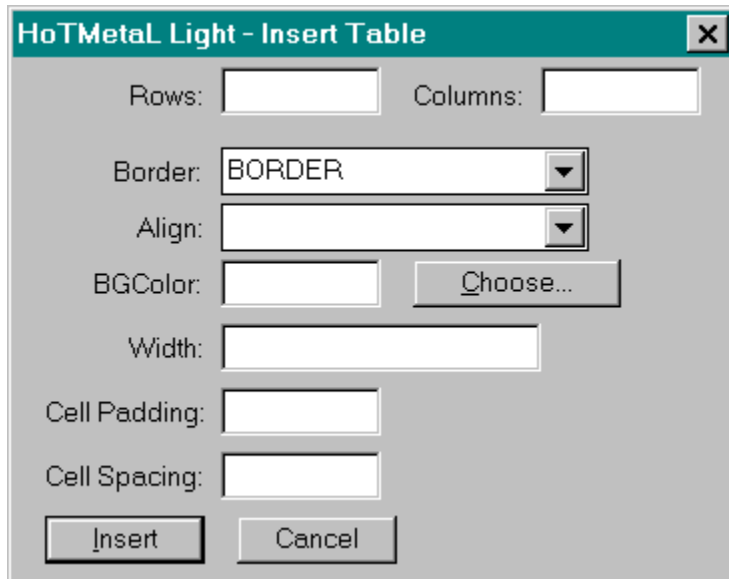 HoTMetaL Light - Insert Table
Rows: Columns:
Border: BORDER
Align:
BGColor: Choose...
Width:
Cell Padding:
Cell Spacing:
Insert Cancel